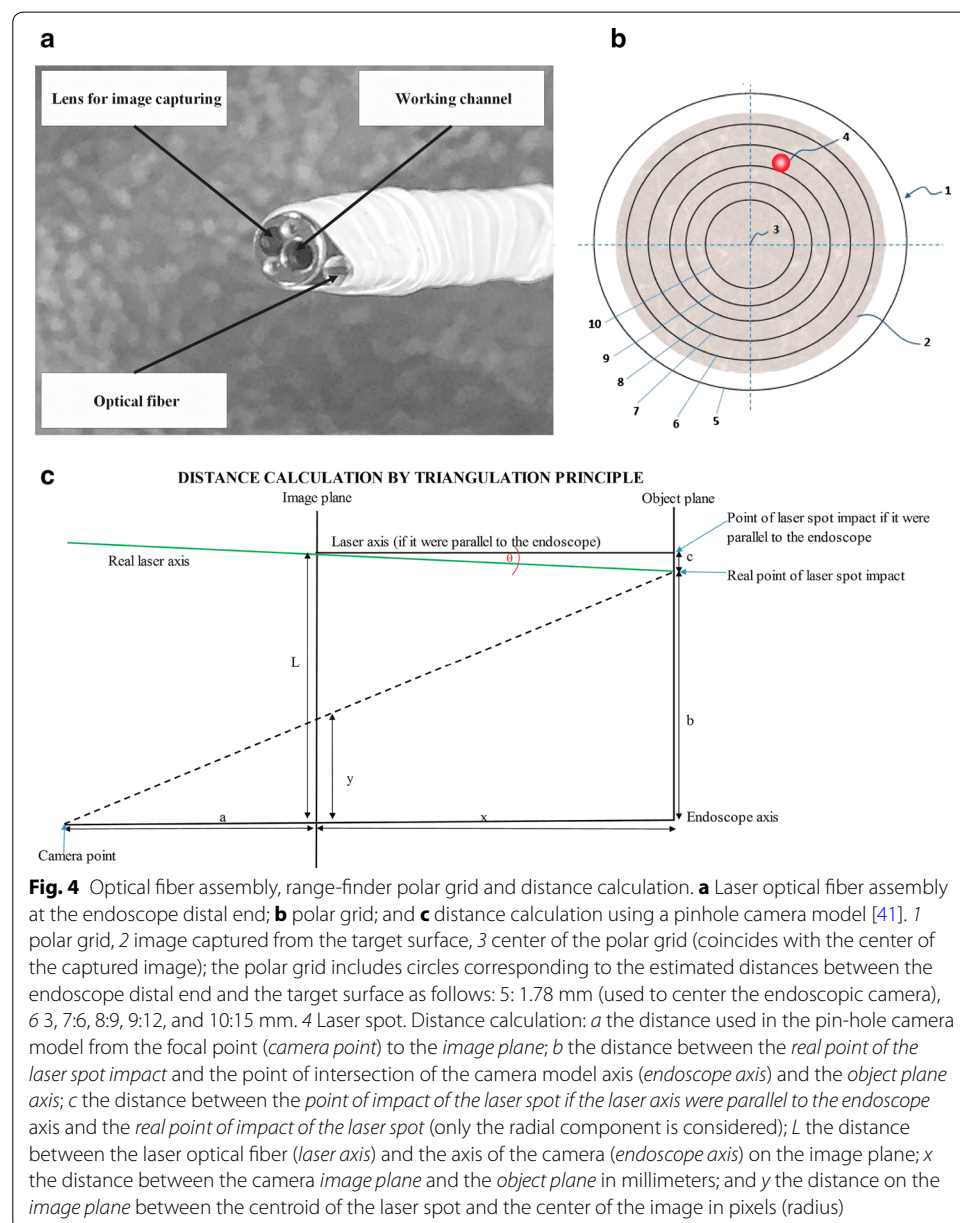 a
b
Lens for image capturing
Working channel
Optical fiber
4
1
3
10
9
8
7
6
5
2
c
DISTANCE CALCULATION BY TRIANGULATION PRINCIPLE
Image plane
Object plane
Point of laser spot impact if it were
parallel to the endoscope
Laser axis (if it were parallel to the endoscope)
Real laser axis
θ
c
Real point of laser spot impact
L
b
y
a
x
Endoscope axis
Camera point
Fig. 4 Optical fiber assembly, range-finder polar grid and distance calculation. a Laser optical fiber assembly
at the endoscope distal end; b polar grid; and c distance calculation using a pinhole camera model [41]. 1
polar grid, 2 image captured from the target surface, 3 center of the polar grid (coincides with the center of
the captured image); the polar grid includes circles corresponding to the estimated distances between the
endoscope distal end and the target surface as follows: 5: 1.78 mm (used to center the endoscopic camera),
6 3, 7:6, 8:9, 9:12, and 10:15 mm. 4 Laser spot. Distance calculation: a the distance used in the pin-hole camera
model from the focal point (camera point) to the image plane; b the distance between the real point of the
laser spot impact and the point of intersection of the camera model axis (endoscope axis) and the object plane
axis; c the distance between the point of impact of the laser spot if the laser axis were parallel to the endoscope
axis and the real point of impact of the laser spot (only the radial component is considered); L the distance
between the laser optical fiber (laser axis) and the axis of the camera (endoscope axis) on the image plane; x
the distance between the camera image plane and the object plane in millimeters; and y the distance on the
image plane between the centroid of the laser spot and the center of the image in pixels (radius)